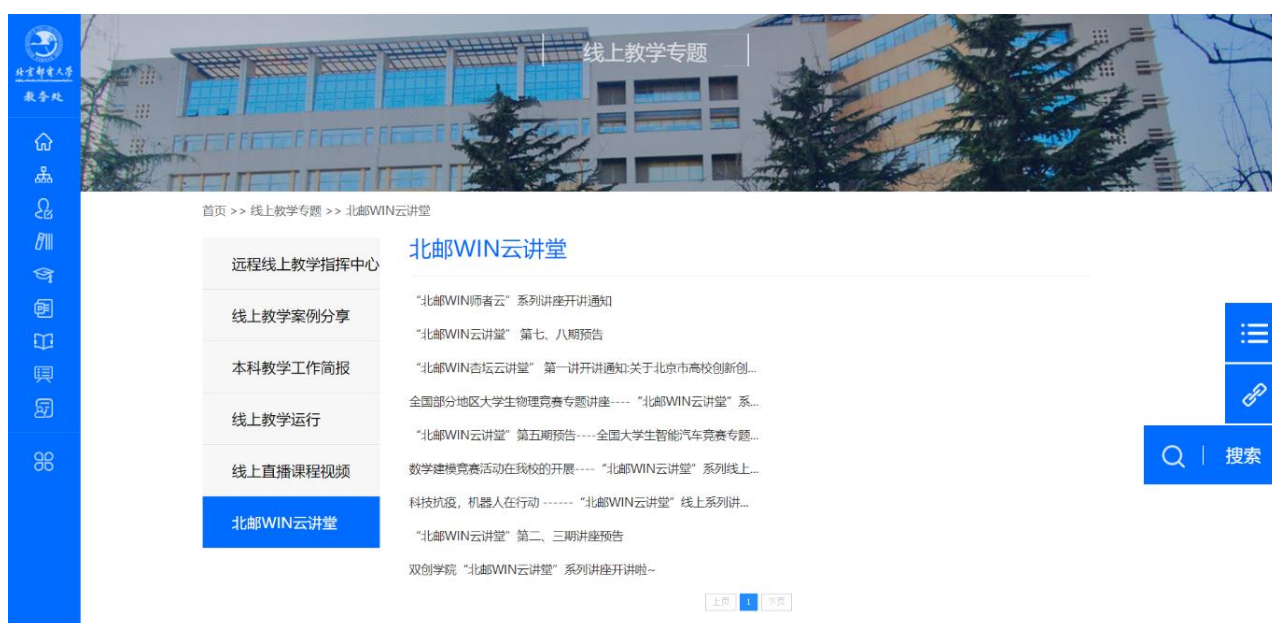 北京邮电大学
教务处
线上教学专题
首页 >> 线上教学专题 >> 北邮WIN云讲堂
远程线上教学指挥中心
线上教学案例分享
本科教学工作简报
线上教学运行
线上直播课程视频
北邮WIN云讲堂
北邮WIN云讲堂
“北邮WIN师者云”系列讲座开讲通知
“北邮WIN云讲堂” 第七、八期预告
“北邮WIN杏坛云讲堂” 第一讲开讲通知:关于北京市高校创新创...
全国部分地区大学生物理竞赛专题讲座----“北邮WIN云讲堂”系...
“北邮WIN云讲堂”第五期预告----全国大学生智能汽车竞赛专题...
数学建模竞赛活动在我校的开展----“北邮WIN云讲堂”系列线上...
科技抗疫，机器人在行动 ------“北邮WIN云讲堂”线上系列讲...
“北邮WIN云讲堂”第二、三期讲座预告
双创学院“北邮WIN云讲堂”系列讲座开讲啦~
上页 1 下页
搜索